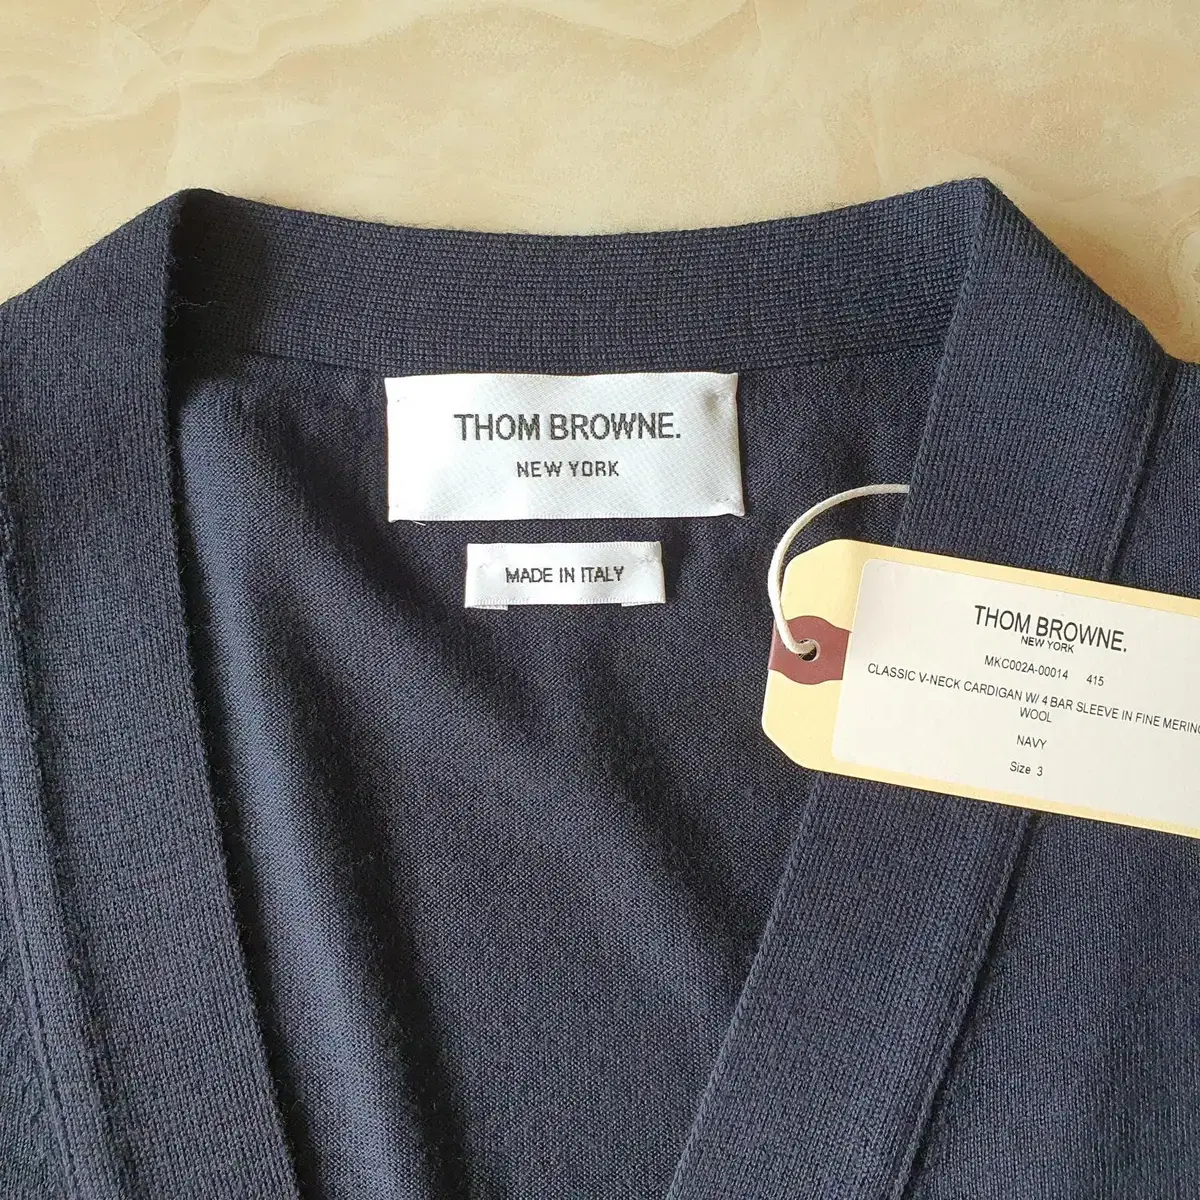 THOM BROWNE.
NEW YORK
MADE IN ITALY
THOM BROWNE.
NEW YORK
MKC002A-00014 415
CLASSIC V-NECK CARDIGAN W/ 4 BAR SLEEVE IN FINE MERINO
WOOL
NAVY
Size 3